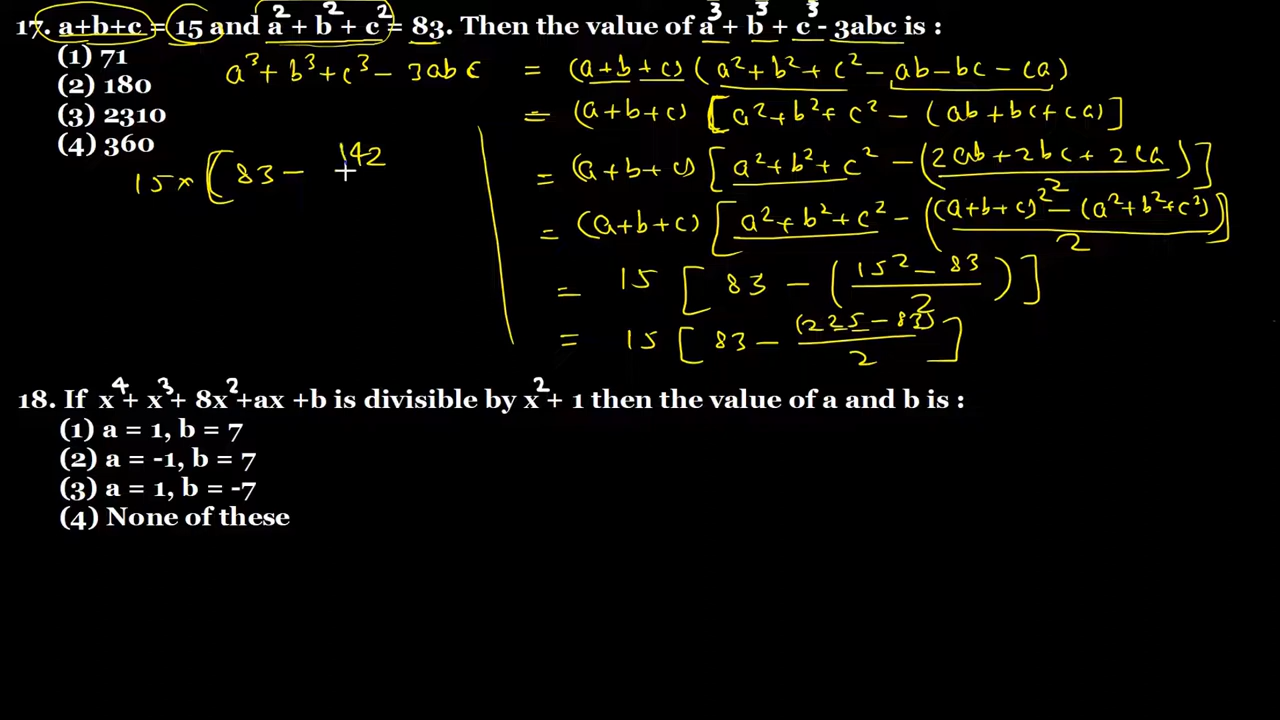 17. a+b+c = 15 and a² + b² + c² = 83. Then the value of a³ + b³ + c³ - 3abc is :
(1) 71
(2) 180
(3) 2310
(4) 360
a³ + b³ + c³ - 3abc = (a+b+c) (a² + b² + c² - ab - bc - ca)
= (a+b+c) [a² + b² + c² - (ab + bc + ca)]
= (a+b+c) [a² + b² + c² - (2ab + 2bc + 2ca)]
15 × [83 - 142
= (a+b+c) [a² + b² + c² - ((a+b+c)² - (a² + b² + c²))/2]
= 15 [83 - (15² - 83 / 2)]
= 15 [83 - (225 - 83)/2]
18. If x⁴ + x³ + 8x² +ax +b is divisible by x² + 1 then the value of a and b is :
(1) a = 1, b = 7
(2) a = -1, b = 7
(3) a = 1, b = -7
(4) None of these